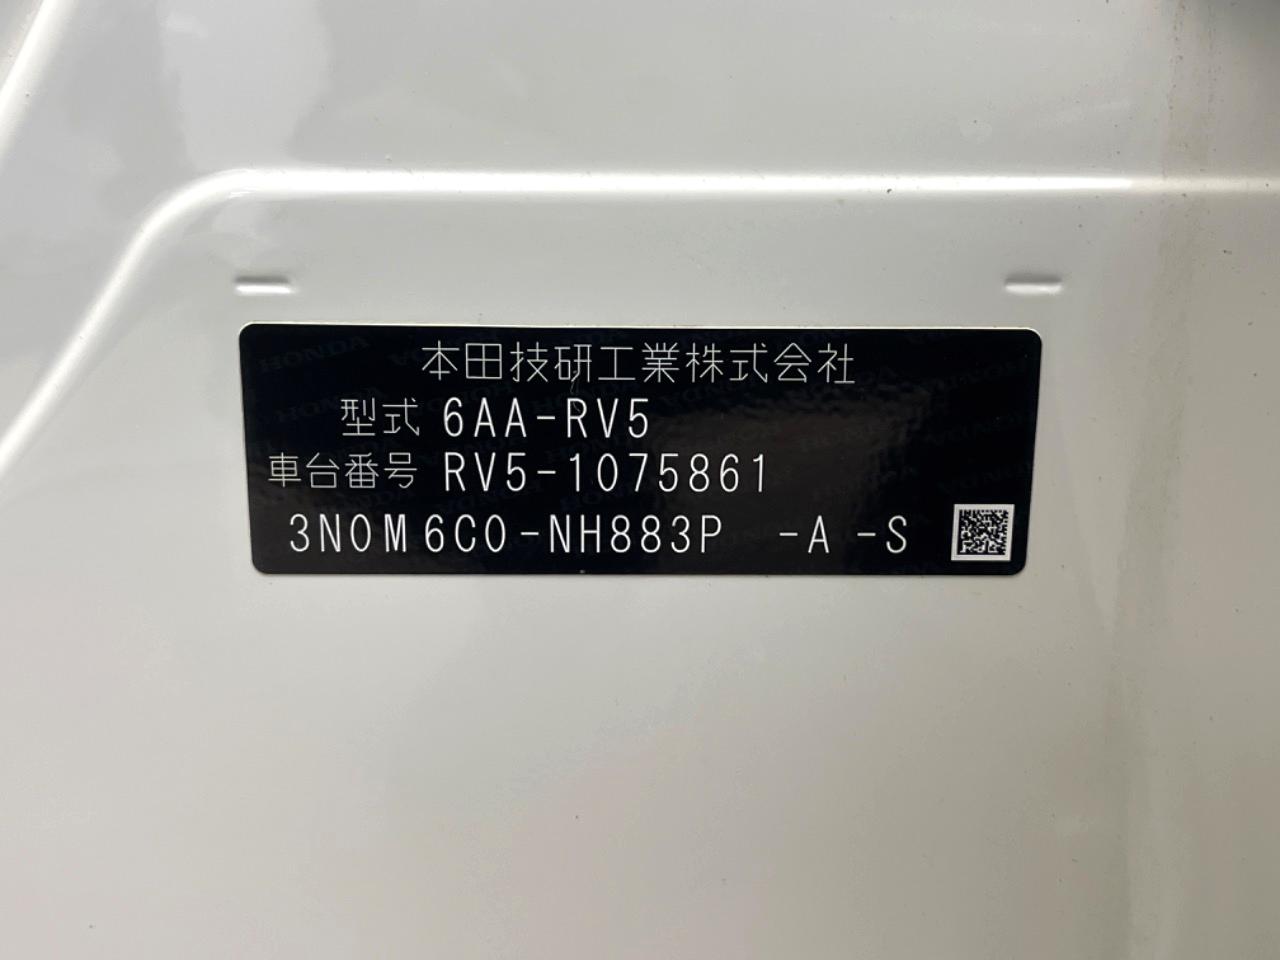 本田技研工業株式会社
型式 6AA-RV5
車台番号 RV5-1075861
3N0M6C0-NH883P -A -S